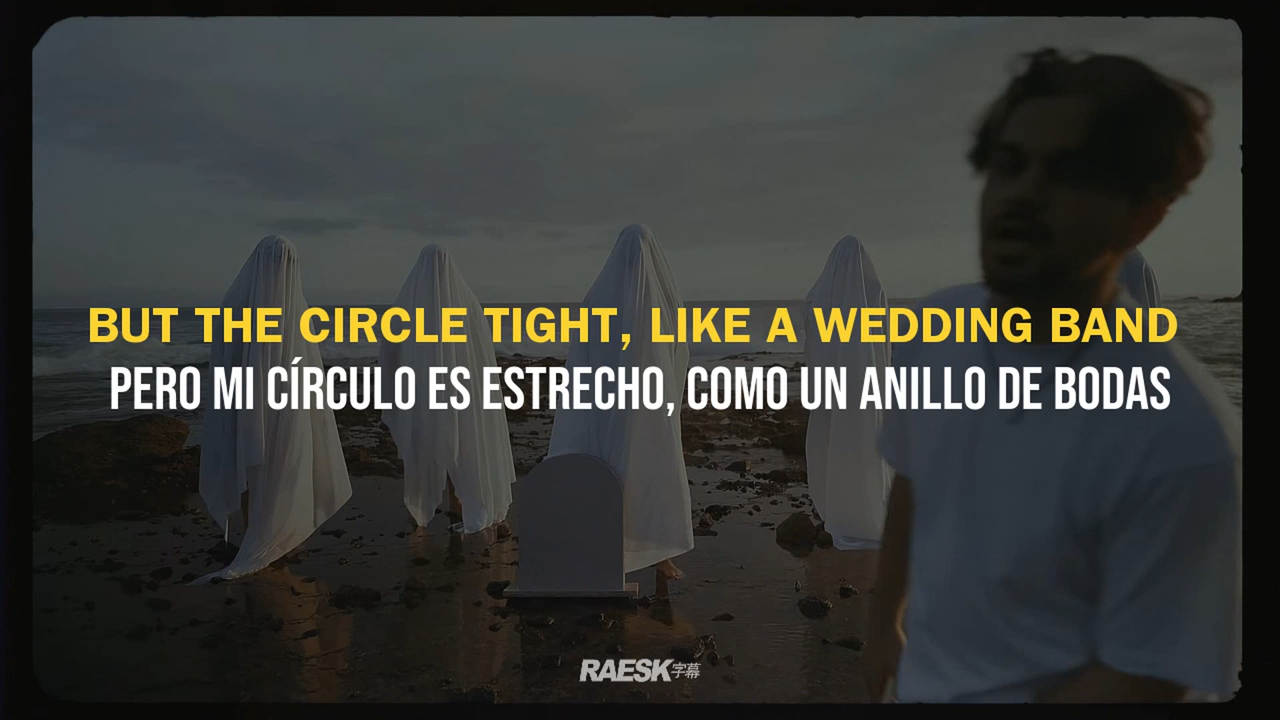 BUT THE CIRCLE TIGHT, LIKE A WEDDING BAND
PERO MI CÍRCULO ES ESTRECHO, COMO UN ANILLO DE BODAS
RAESK字幕